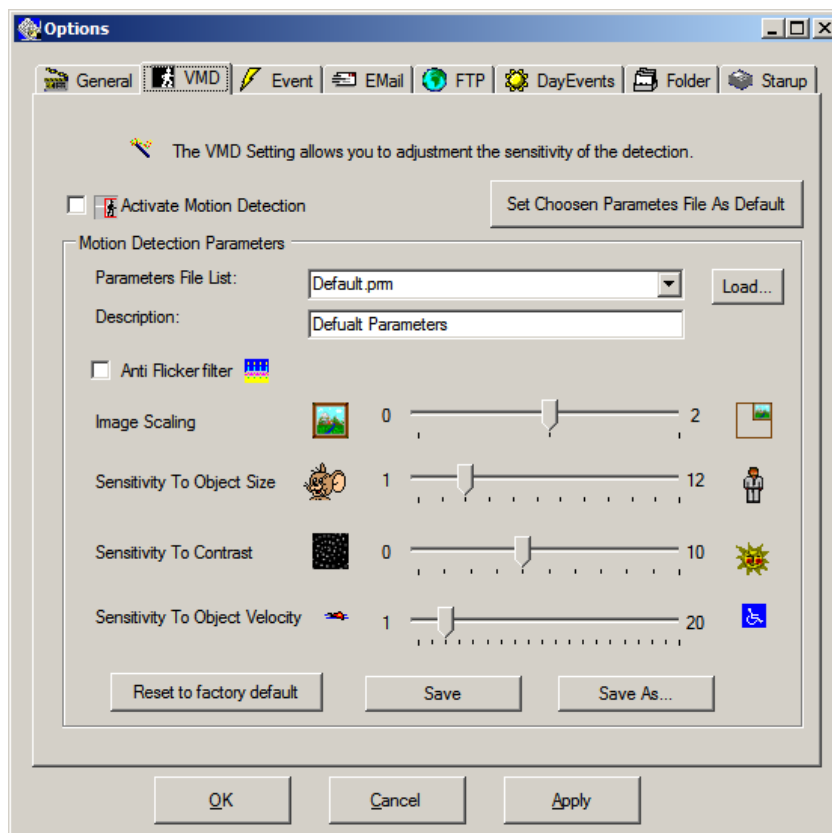 Options
General VMD Event EMail FTP DayEvents Folder Starup
The VMD Setting allows you to adjustment the sensitivity of the detection.
Activate Motion Detection
Set Choosen Parametes File As Default
Motion Detection Parameters
Parameters File List:
Default.prm
Load...
Description:
Defualt Parameters
Anti Flicker filter
Image Scaling 0 2
Sensitivity To Object Size 1 12
Sensitivity To Contrast 0 10
Sensitivity To Object Velocity 1 20
Reset to factory default Save Save As...
OK Cancel Apply